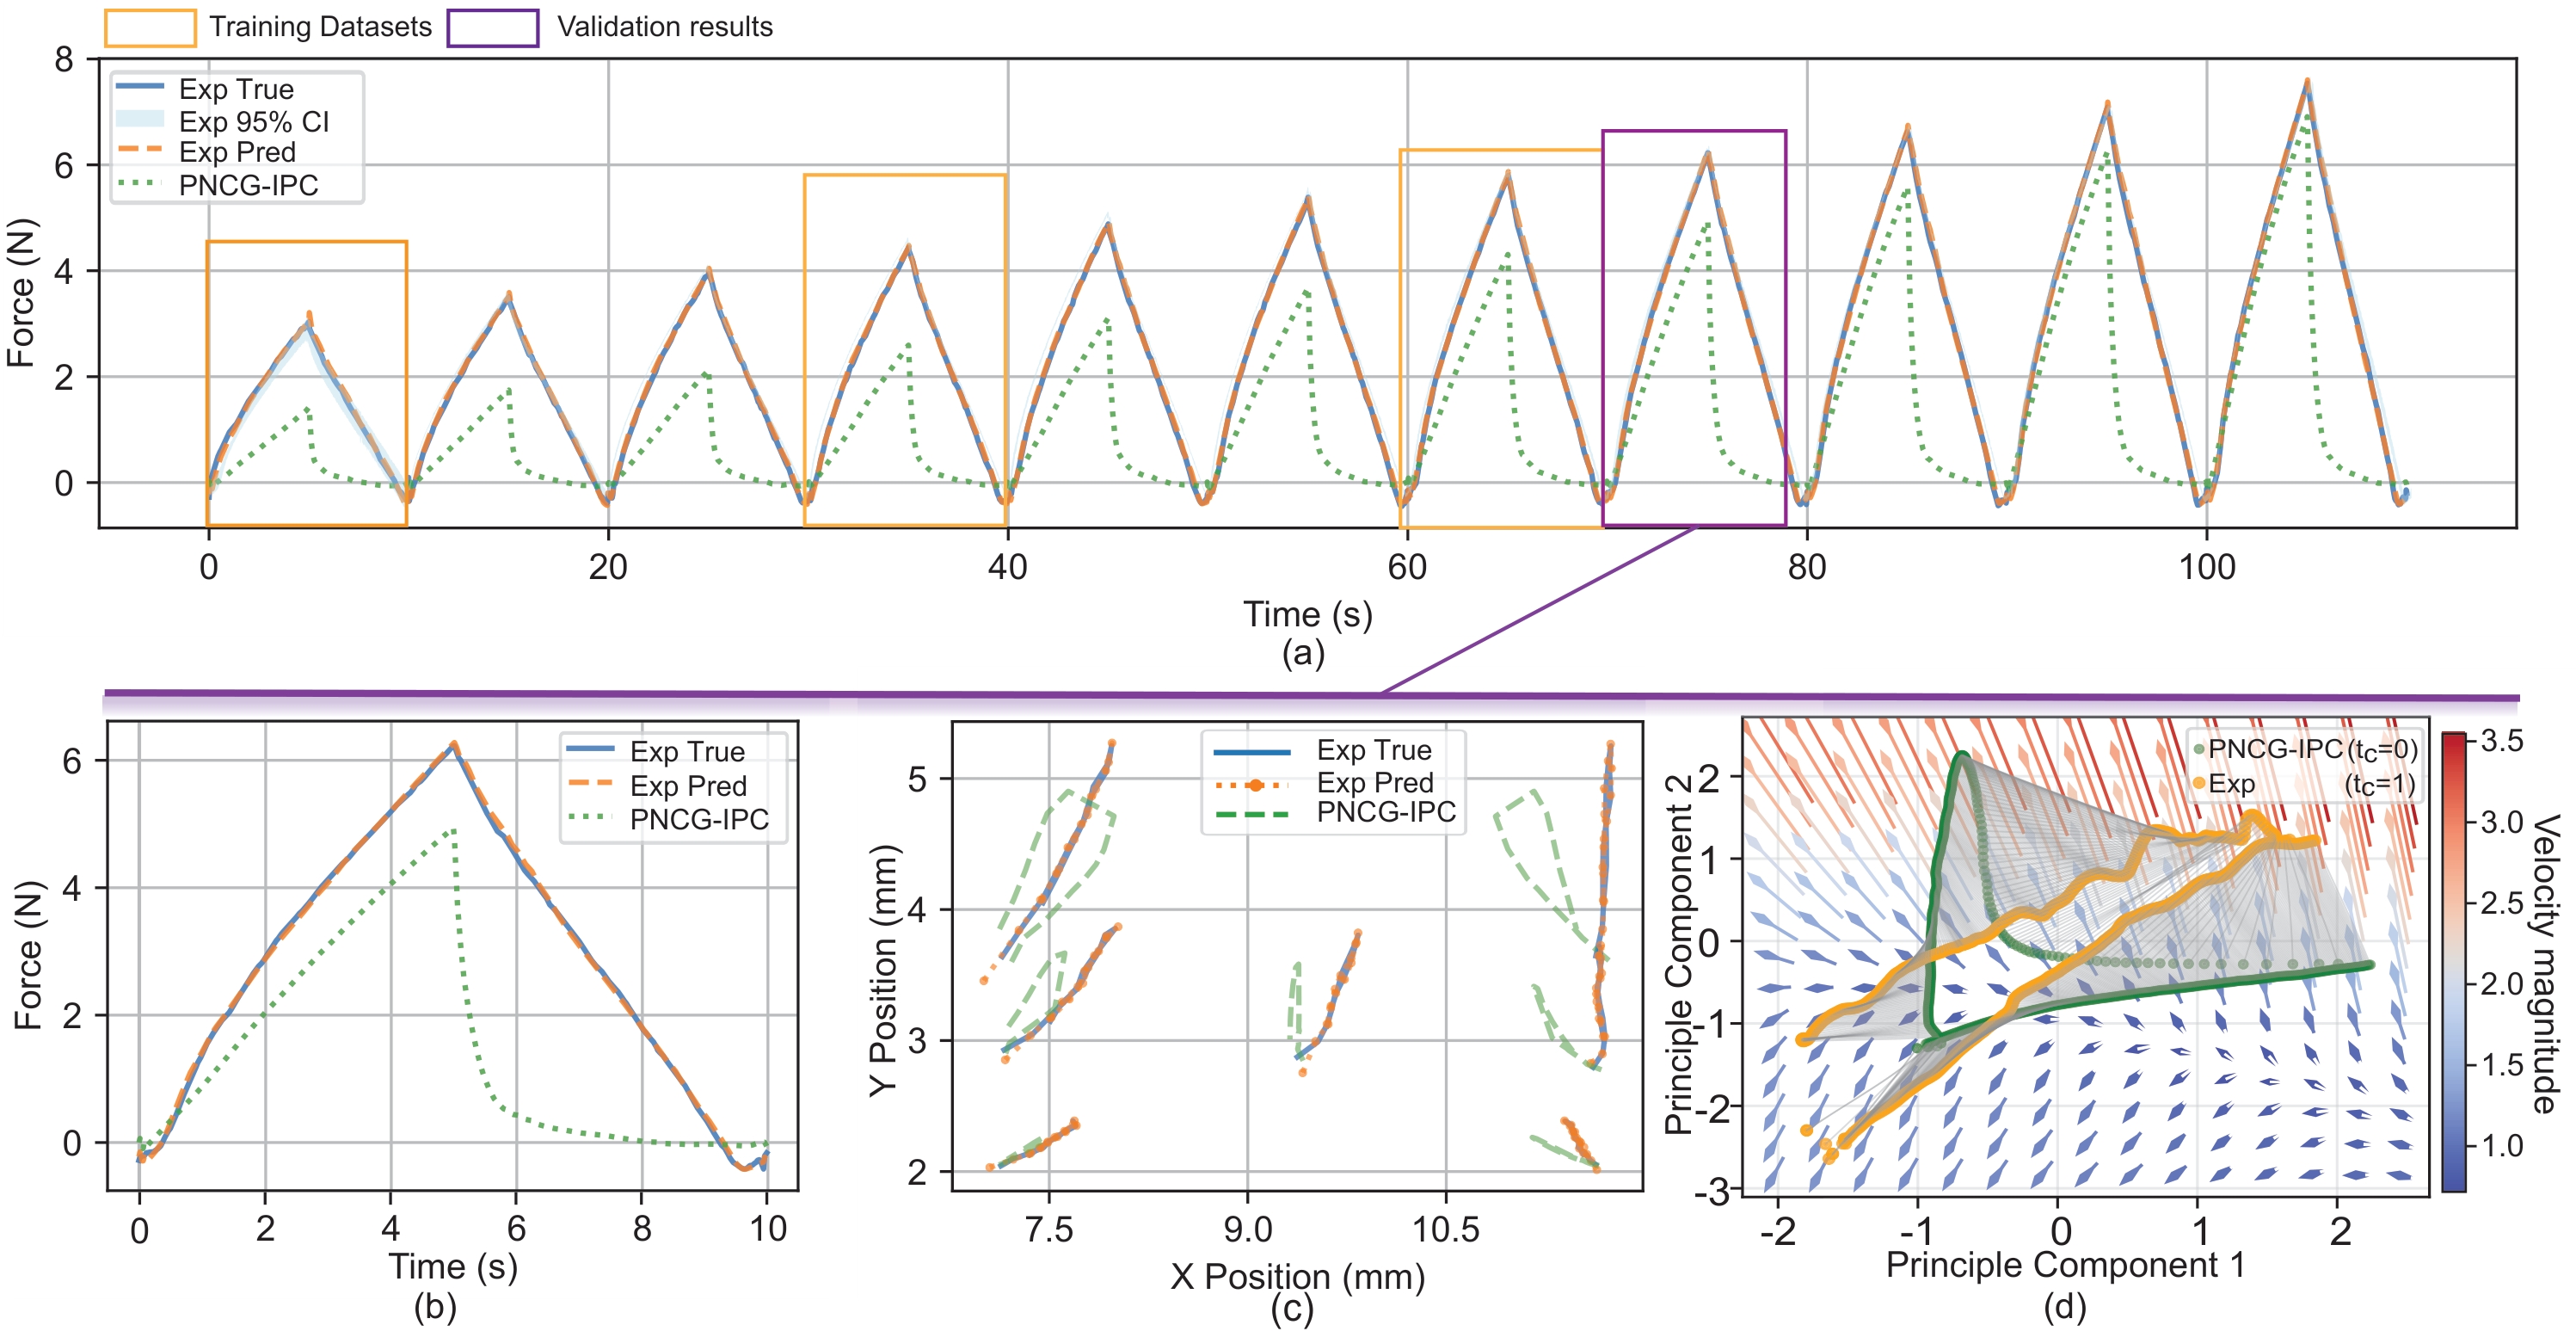 Training Datasets Validation results
8
6
4
2
0
Force (N)
Exp True
Exp 95% CI
Exp Pred
PNCG-IPC
0 20 40 60 80 100
Time (s)
(a)
6
4
2
0
Force (N)
Exp True
Exp Pred
PNCG-IPC
0 2 4 6 8 10
Time (s)
(b)
5
4
3
2
Y Position (mm)
Exp True
Exp Pred
PNCG-IPC
7.5 9.0 10.5
X Position (mm)
(c)
2
1
0
-1
-2
-3
Principle Component 2
PNCG-IPC (tc=0)
Exp (tc=1)
-2 -1 0 1 2
Principle Component 1
(d)
3.5
3.0
2.5
2.0
1.5
1.0
Velocity magnitude